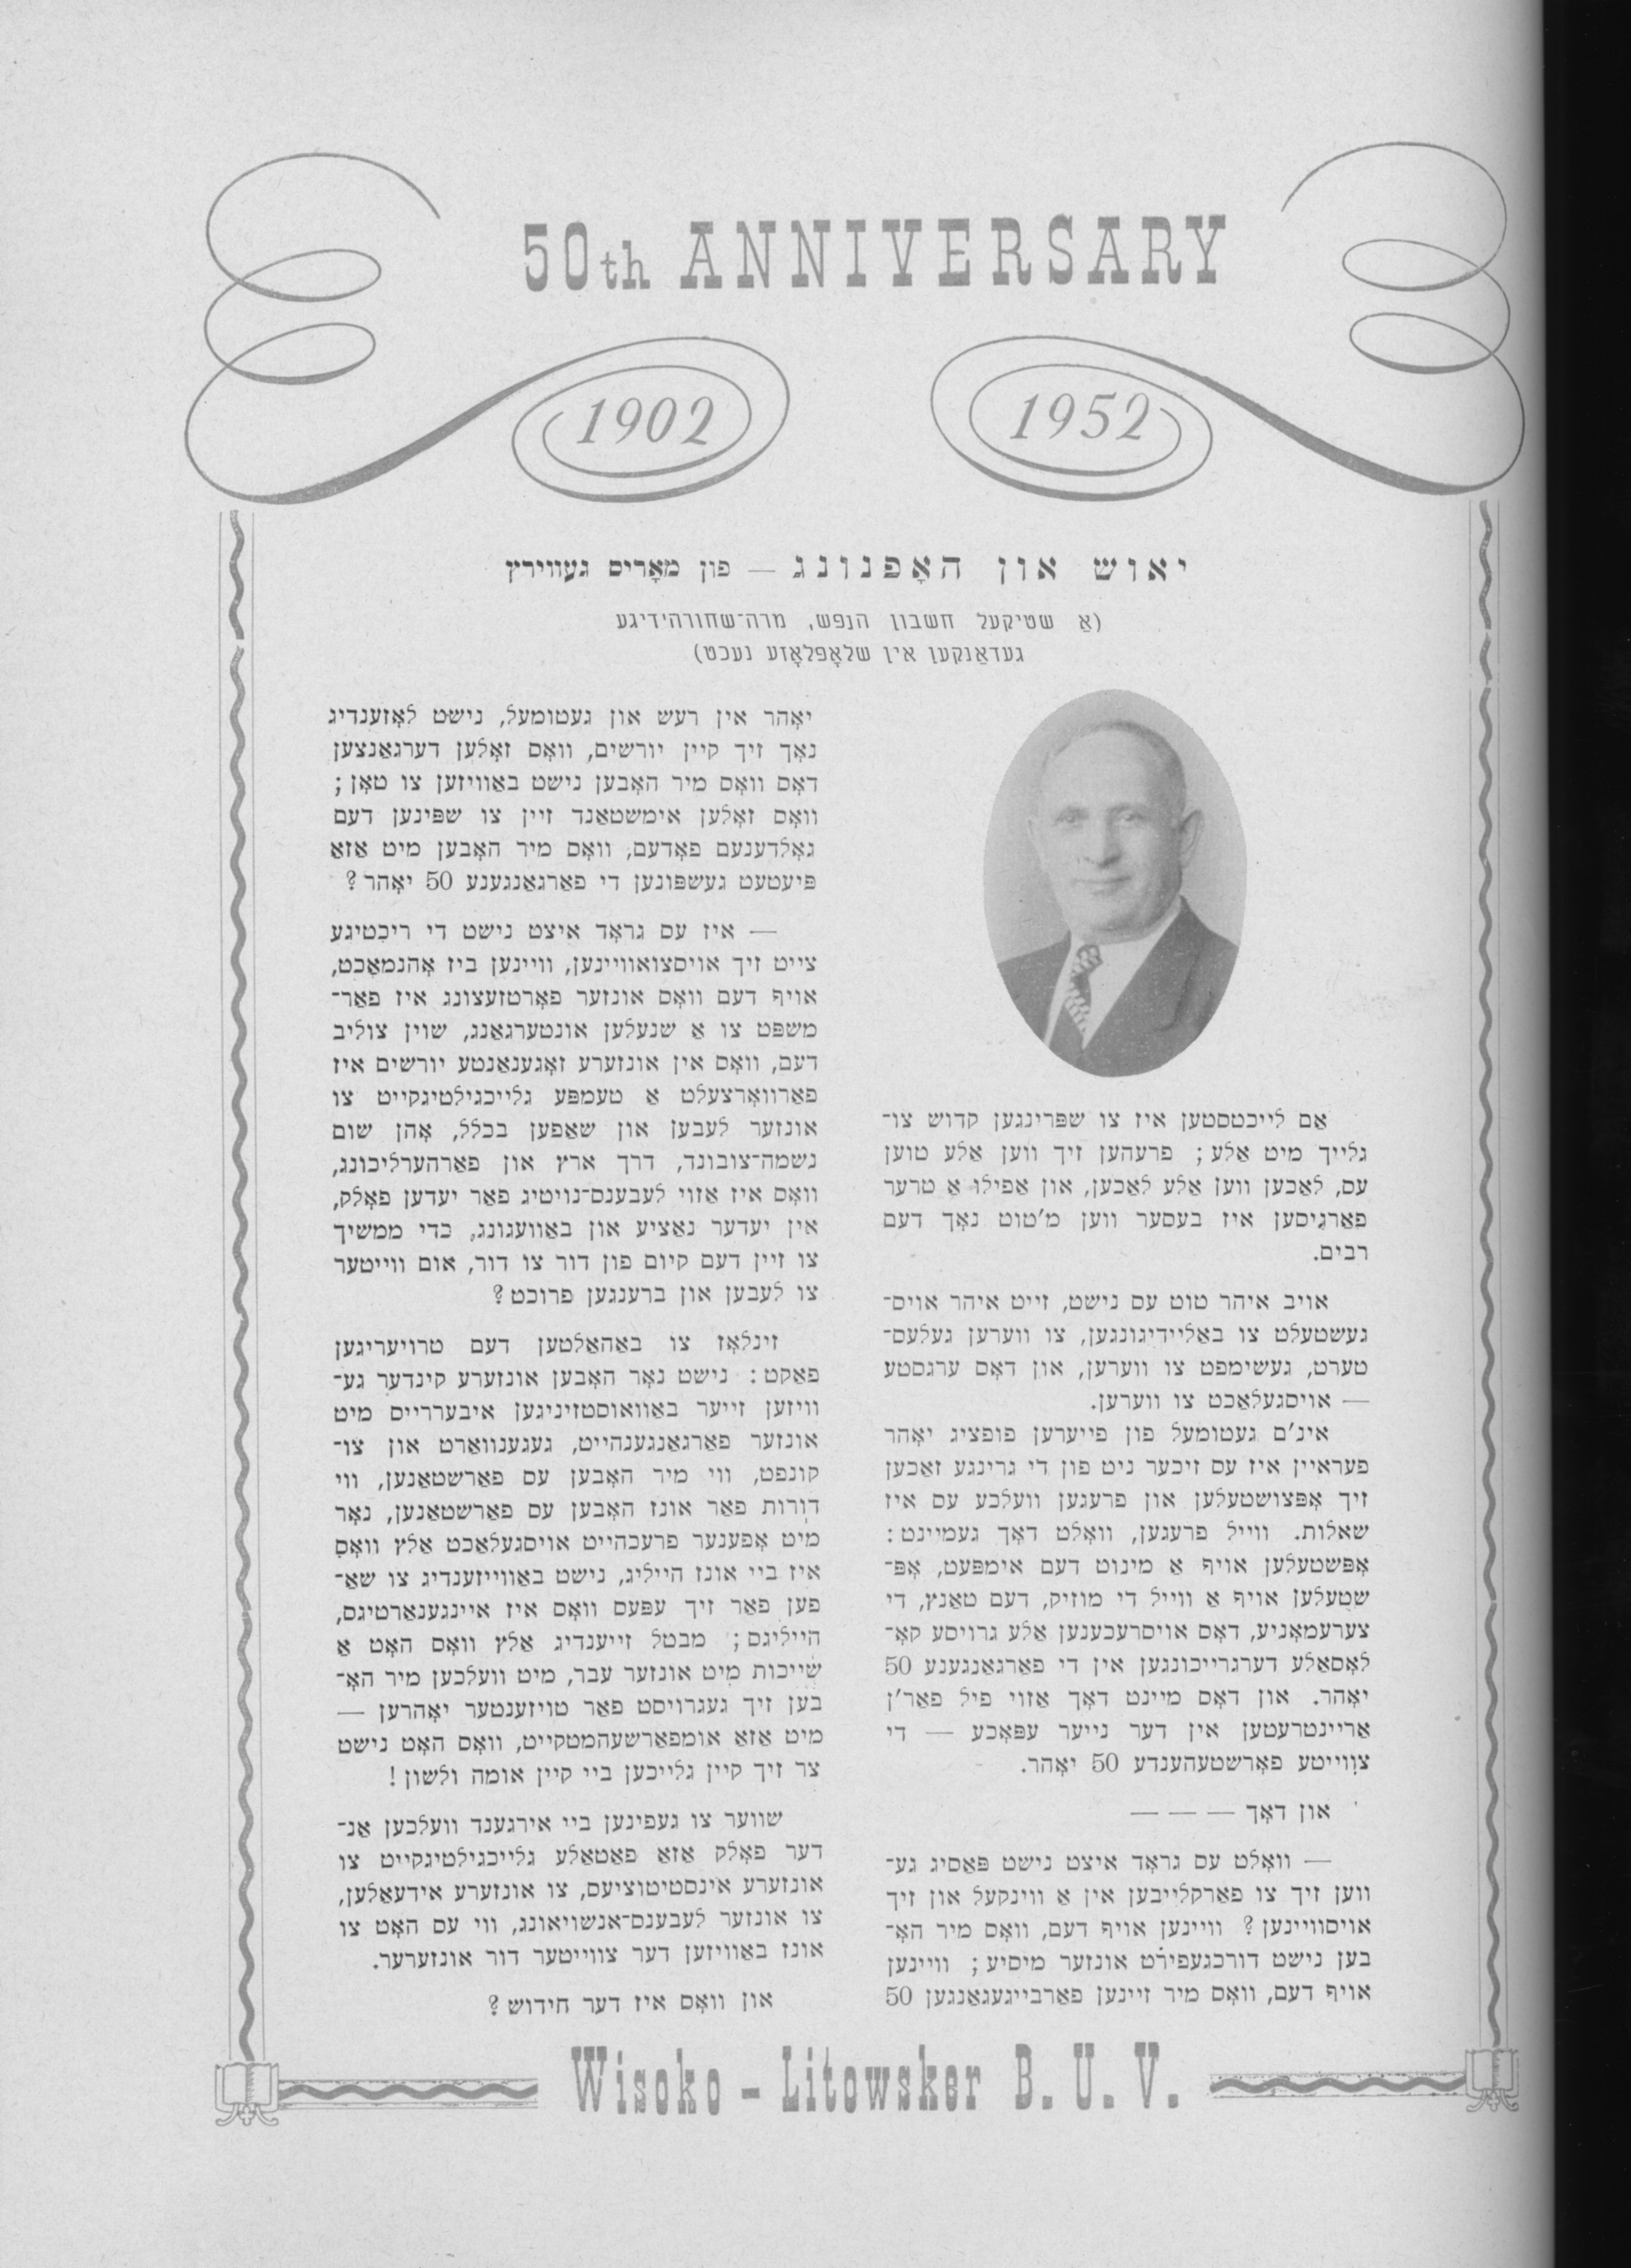 50th ANNIVERSARY
1902
1952
יאוש און האָפנונג — פון מאָריס געווירץ
(אַ שטיקעל חשבון הנפש, מרה־שחורה׳דיגע
געדאַנקען אין שלאָפלאָזע נעכט)
אַם לייכטסטען איז צו שפּרינגען קדוש צו־
גלייך מיט אַלע; פרעהען זיך ווען אַלע טוען
עס, לאַכען ווען אַלע לאַכען, און אַפילו אַ טרער
פאַרגיסען איז בעסער ווען מ'טוט נאָך דעם
רבים.
אויב איהר טוט עס נישט, זייט איהר אויס־
געשטעלט צו באַליידיגונגען, צו ווערען געלעס־
טערט, געשימפט צו ווערען, און דאָס ערגסטע
— אויסגעלאַכט צו ווערען.
אינ'ם געטומעל פון פייערען פופציג יאָהר
פעראיין איז עס זיכער ניט פון די גרינגע זאַכען
זיך אָפּצושטעלען און פרעגען וועלכע עס איז
שאלות. ווייל פרעגען, וואָלט דאָך געמיינט:
אָפּשטעלען אויף אַ מינוט דעם אימפּעט, אָפּ־
שטעלען אויף אַ ווייל די מוזיק, דעם טאַנץ, די
צערעמאָניע, דאָס אויסרעכענען אַלע גרויסע קאָ־
לאָסאַלע דערגרייכונגען אין די פאַרגאַנגענע 50
יאָהר. און דאָס מיינט דאָך אַזוי פיל פאַר'ן
אַריינטרעטען אין דער נייער עפּאָכע — די
צווייטע פאָרשטעהענדע 50 יאָהר.
און דאָך — — —
— וואָלט עס גראָד איצט נישט פּאַסיג גע־
ווען זיך צו פאַרקלייבען אין אַ ווינקעל און זיך
אויסוויינען? וויינען אויף דעם, וואָס מיר האָ־
בען נישט דורכגעפירט אונזער מיסיע; וויינען
אויף דעם, וואָס מיר זיינען פאַרבייגעגאַנגען 50
יאָהר אין רעש און געטומעל, נישט לאָזענדיג
נאָך זיך קיין יורשים, וואָס זאָלען דערגאַנצען
דאָס וואָס מיר האָבען נישט באַוויזען צו טאָן;
וואָס זאָלען אימשטאַנד זיין צו שפּינען דעם
גאָלדענעם פאָדעם, וואָס מיר האָבען מיט אַזאַ
פּיעטעט געשפּונען די פאַרגאַנגענע 50 יאָהר?
— איז עס גראָד איצט נישט די ריכטיגע
צייט זיך אויסצואוויינען, וויינען ביז אָהנמאַכט,
אויף דעם וואָס אונזער פאָרטזעצונג איז פאַר־
משפּט צו אַ שנעלען אונטערגאַנג, שוין צוליב
דעם, וואָס אין אונזערע זאָגענאַנטע יורשים איז
פאַרוואָרצעלט אַ טעמפּע גלייכגילטיגקייט צו
אונזער לעבען און שאַפען בכלל, אָהן שום
נשמה־צובונד, דרך ארץ און פאַרהערליכונג,
וואָס איז אַזוי לעבענס־נויטיג פאַר יעדען פאָלק,
אין יעדער נאַציע און באַוועגונג, כדי ממשיך
צו זיין דעם קיום פון דור צו דור, אום ווייטער
צו לעבען און ברענגען פרוכט?
זינלאָז צו באַהאַלטען דעם טרויעריגען
פאַקט: נישט נאָר האָבען אונזערע קינדער גע־
וויזען זייער באַוואוסטזיניגען איבעררייס מיט
אונזער פאַרגאַנגענהייט, געגענוואַרט און צו־
קונפט, ווי מיר האָבען עס פאַרשטאַנען, ווי
דורות פאַר אונז האָבען עס פאַרשטאַנען, נאָר
מיט אָפענער פרעכהייט אויסגעלאַכט אַלץ וואָס
איז ביי אונז הייליג, נישט באַווייזענדיג צו שאַ־
פען פאַר זיך עפּעס וואָס איז אייגענאַרטיגס,
הייליגס; מבטל זייענדיג אַלץ וואָס האָט אַ
שייכות מיט אונזער עבר, מיט וועלכען מיר האָ־
בען זיך געגרויסט פאַר טויזענטער יאָהרען —
מיט אַזאַ אומפאַרשעהמטקייט, וואָס האָט נישט
צר זיך קיין גלייכען ביי קיין אומה ולשון!
שווער צו געפינען ביי אירגענד וועלכען אַנ־
דער פאָלק אַזאַ פאַטאַלע גלייכגילטיגקייט צו
אונזערע אינסטיטוציעס, צו אונזערע אידעאַלען,
צו אונזער לעבענס־אַנשויאונג, ווי עס האָט צו
אונז באַוויזען דער צווייטער דור אונזערער.
און וואָס איז דער חידוש?
Wisoko - Litowsker B. U. V.